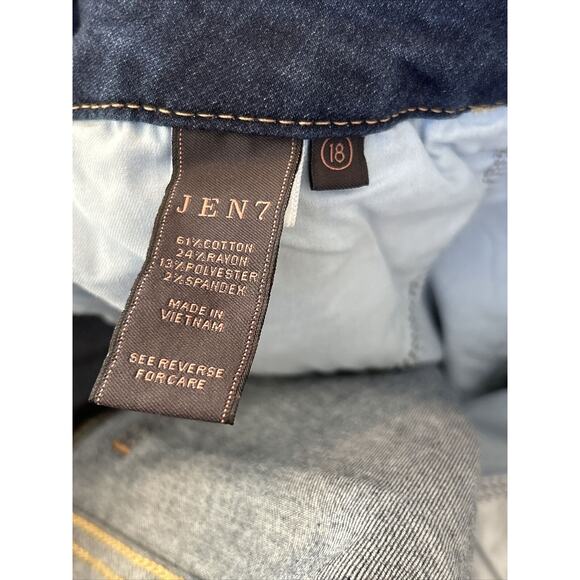 JEN7
61% COTTON
24% RAYON
13% POLYESTER
2% SPANDEX
MADE IN
VIETNAM
SEE REVERSE
FOR CARE
18